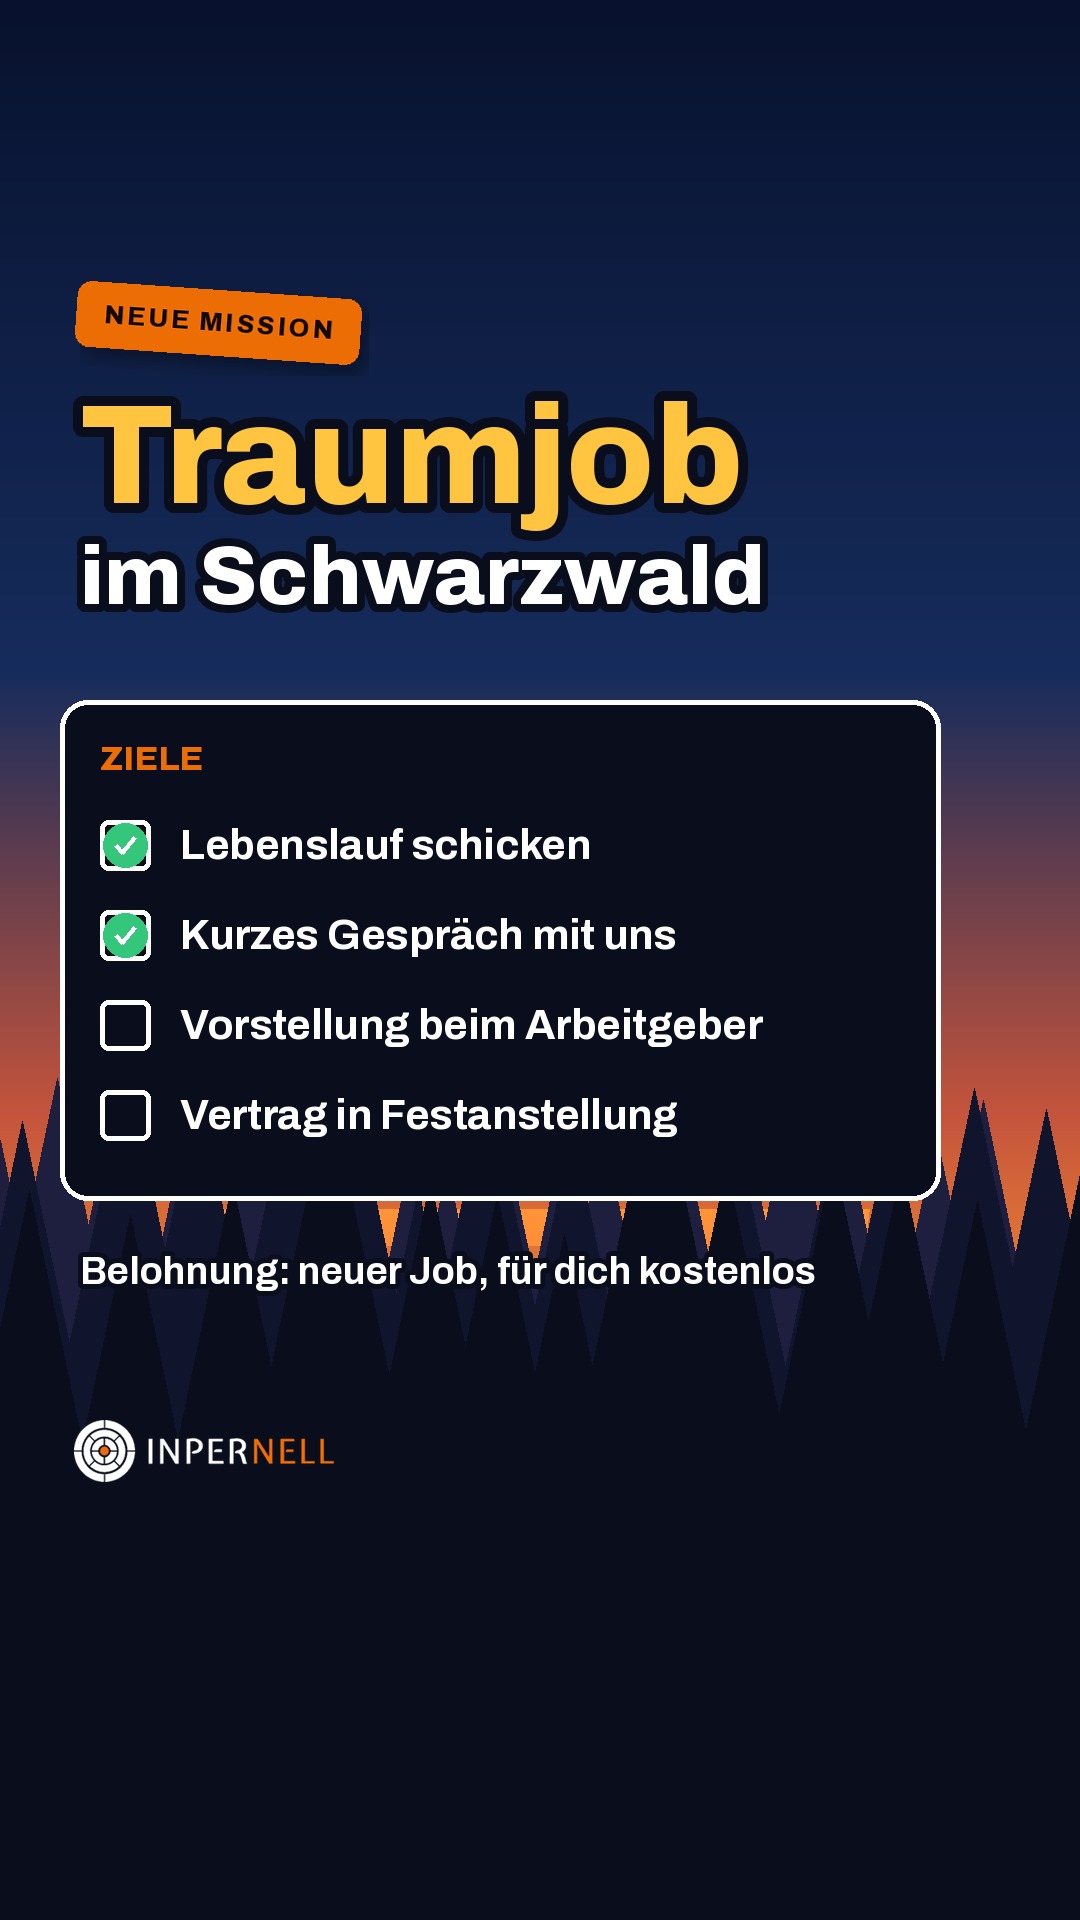 NEUE MISSION
Traumjob
im Schwarzwald
ZIELE
Lebenslauf schicken
Kurzes Gespräch mit uns
Vorstellung beim Arbeitgeber
Vertrag in Festanstellung
Belohnung: neuer Job, für dich kostenlos
INPERNELL